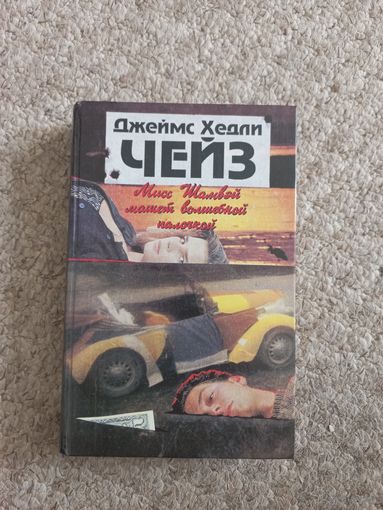 Джеймс Хедли
ЧЕЙЗ
Мисс Шамвей
машет волшебной
палочкой